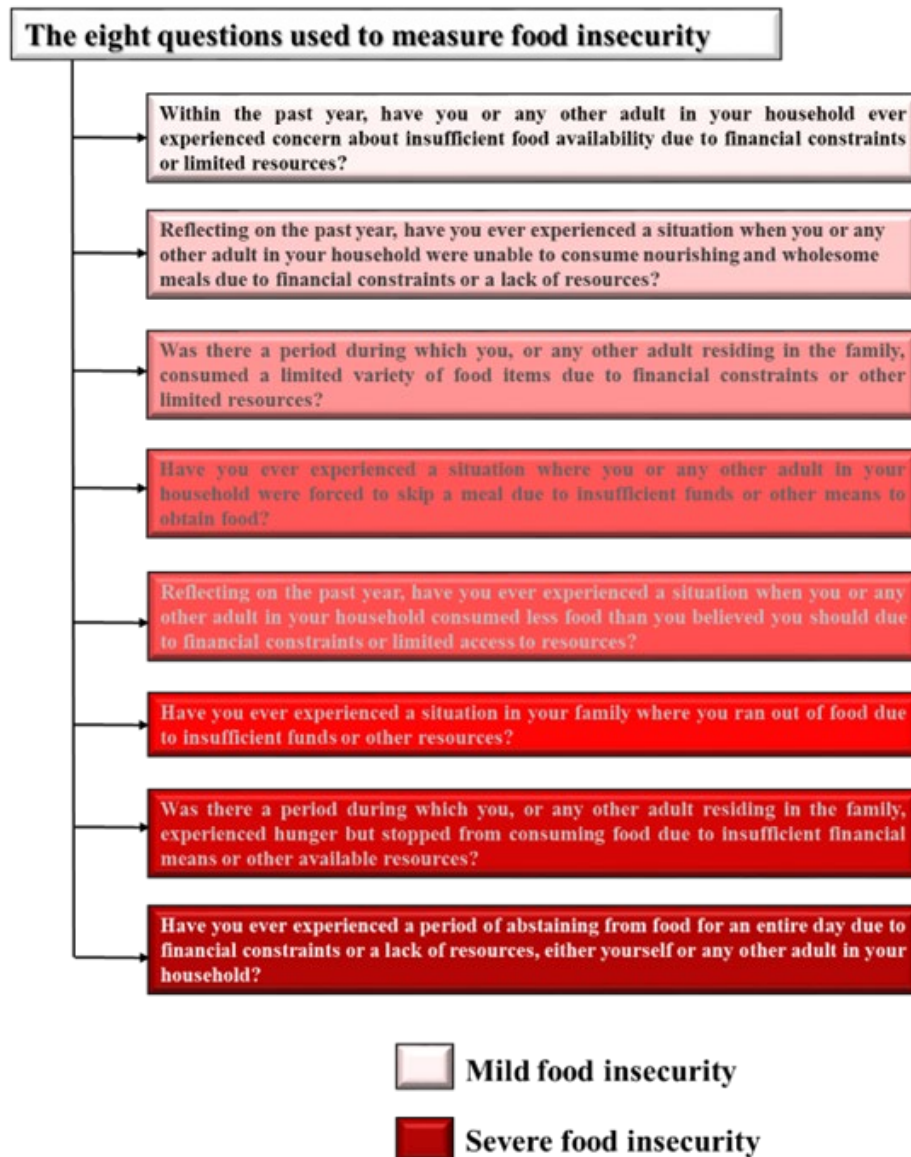 The eight questions used to measure food insecurity
Within the past year, have you or any other adult in your household ever
experienced concern about insufficient food availability due to financial constraints
or limited resources?
Reflecting on the past year, have you ever experienced a situation when you or any
other adult in your household were unable to consume nourishing and wholesome
meals due to financial constraints or a lack of resources?
Was there a period during which you, or any other adult residing in the family,
consumed a limited variety of food items due to financial constraints or other
limited resources?
Have you ever experienced a situation where you or any other adult in your
household were forced to skip a meal due to insufficient funds or other means to
obtain food?
Reflecting on the past year, have you ever experienced a situation when you or any
other adult in your household consumed less food than you believed you should due
to financial constraints or limited access to resources?
Have you ever experienced a situation in your family where you ran out of food due
to insufficient funds or other resources?
Was there a period during which you, or any other adult residing in the family,
experienced hunger but stopped from consuming food due to insufficient financial
means or other available resources?
Have you ever experienced a period of abstaining from food for an entire day due to
financial constraints or a lack of resources, either yourself or any other adult in your
household?
Mild food insecurity
Severe food insecurity